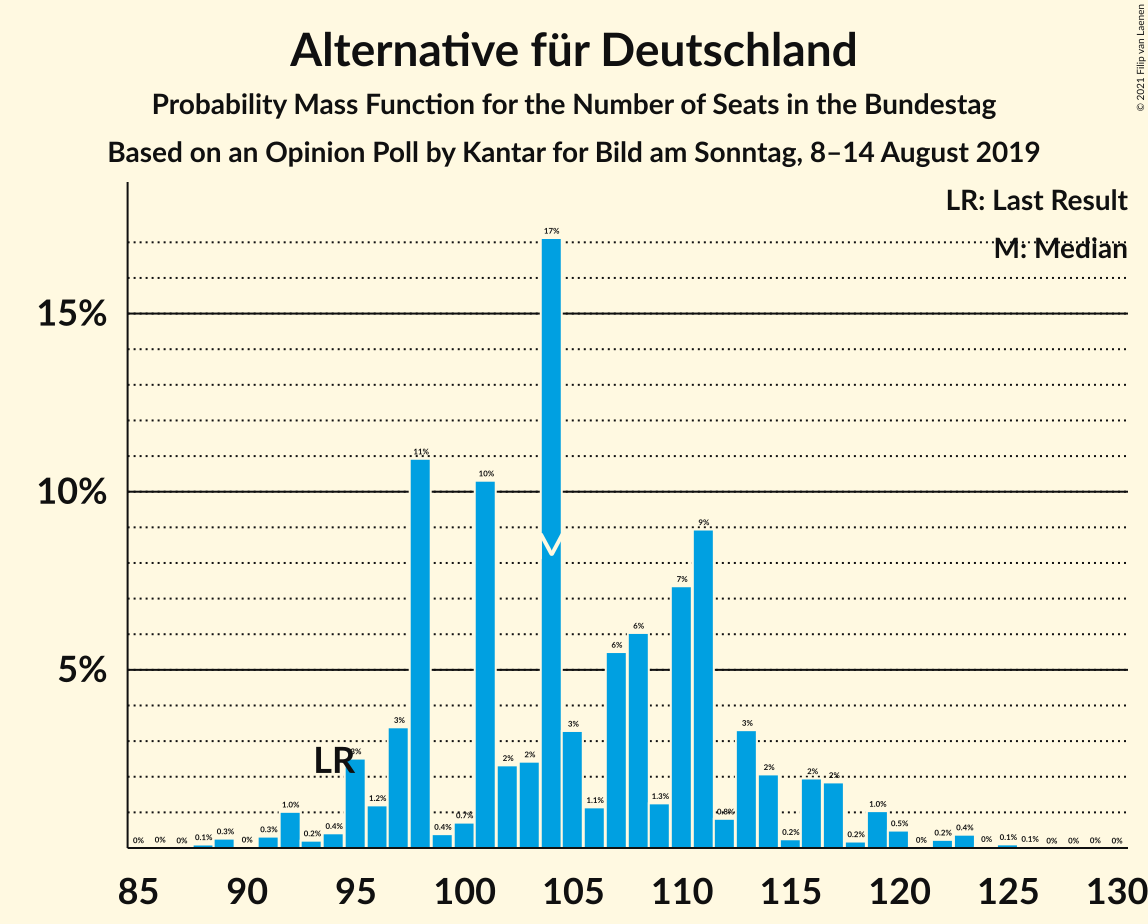 © 2021 Filip van Laenen
Alternative für Deutschland
Probability Mass Function for the Number of Seats in the Bundestag
Based on an Opinion Poll by Kantar for Bild am Sonntag, 8–14 August 2019
LR: Last Result
M: Median
15%
10%
5%
LR
M
0% 0% 0% 0.1% 0.3% 0% 0.3% 1.0% 0.2% 0.4% 3% 1.2% 3% 11% 0.4% 0.7% 10% 2% 2% 17% 3% 1.1% 6% 6% 1.3% 7% 9% 0.8% 3% 2% 0.2% 2% 2% 0.2% 1.0% 0.5% 0% 0.2% 0.4% 0% 0.1% 0.1% 0% 0% 0% 0%
85 90 95 100 105 110 115 120 125 130